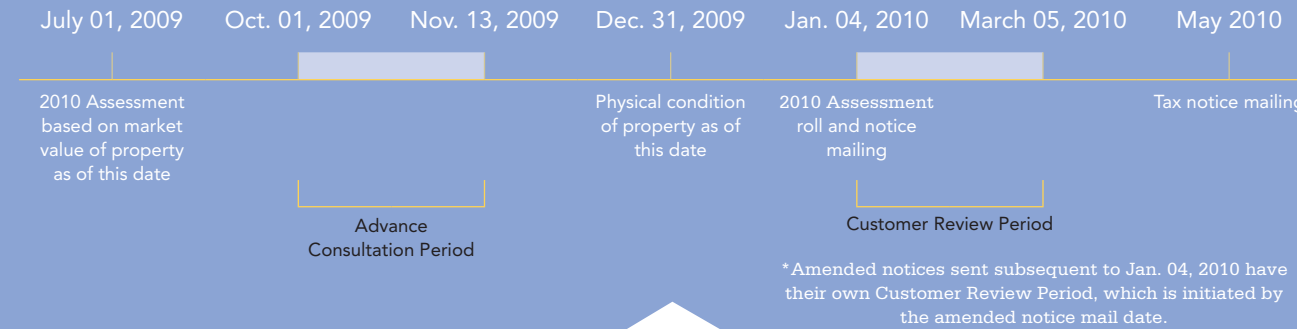 July 01, 2009 Oct. 01, 2009 Nov. 13, 2009 Dec. 31, 2009 Jan. 04, 2010 March 05, 2010 May 2010
2010 Assessment
based on market
value of property
as of this date
Physical condition
of property as of
this date
2010 Assessment
roll and notice
mailing
Tax notice mailing
Advance
Consultation Period
Customer Review Period
*Amended notices sent subsequent to Jan. 04, 2010 have
their own Customer Review Period, which is initiated by
the amended notice mail date.